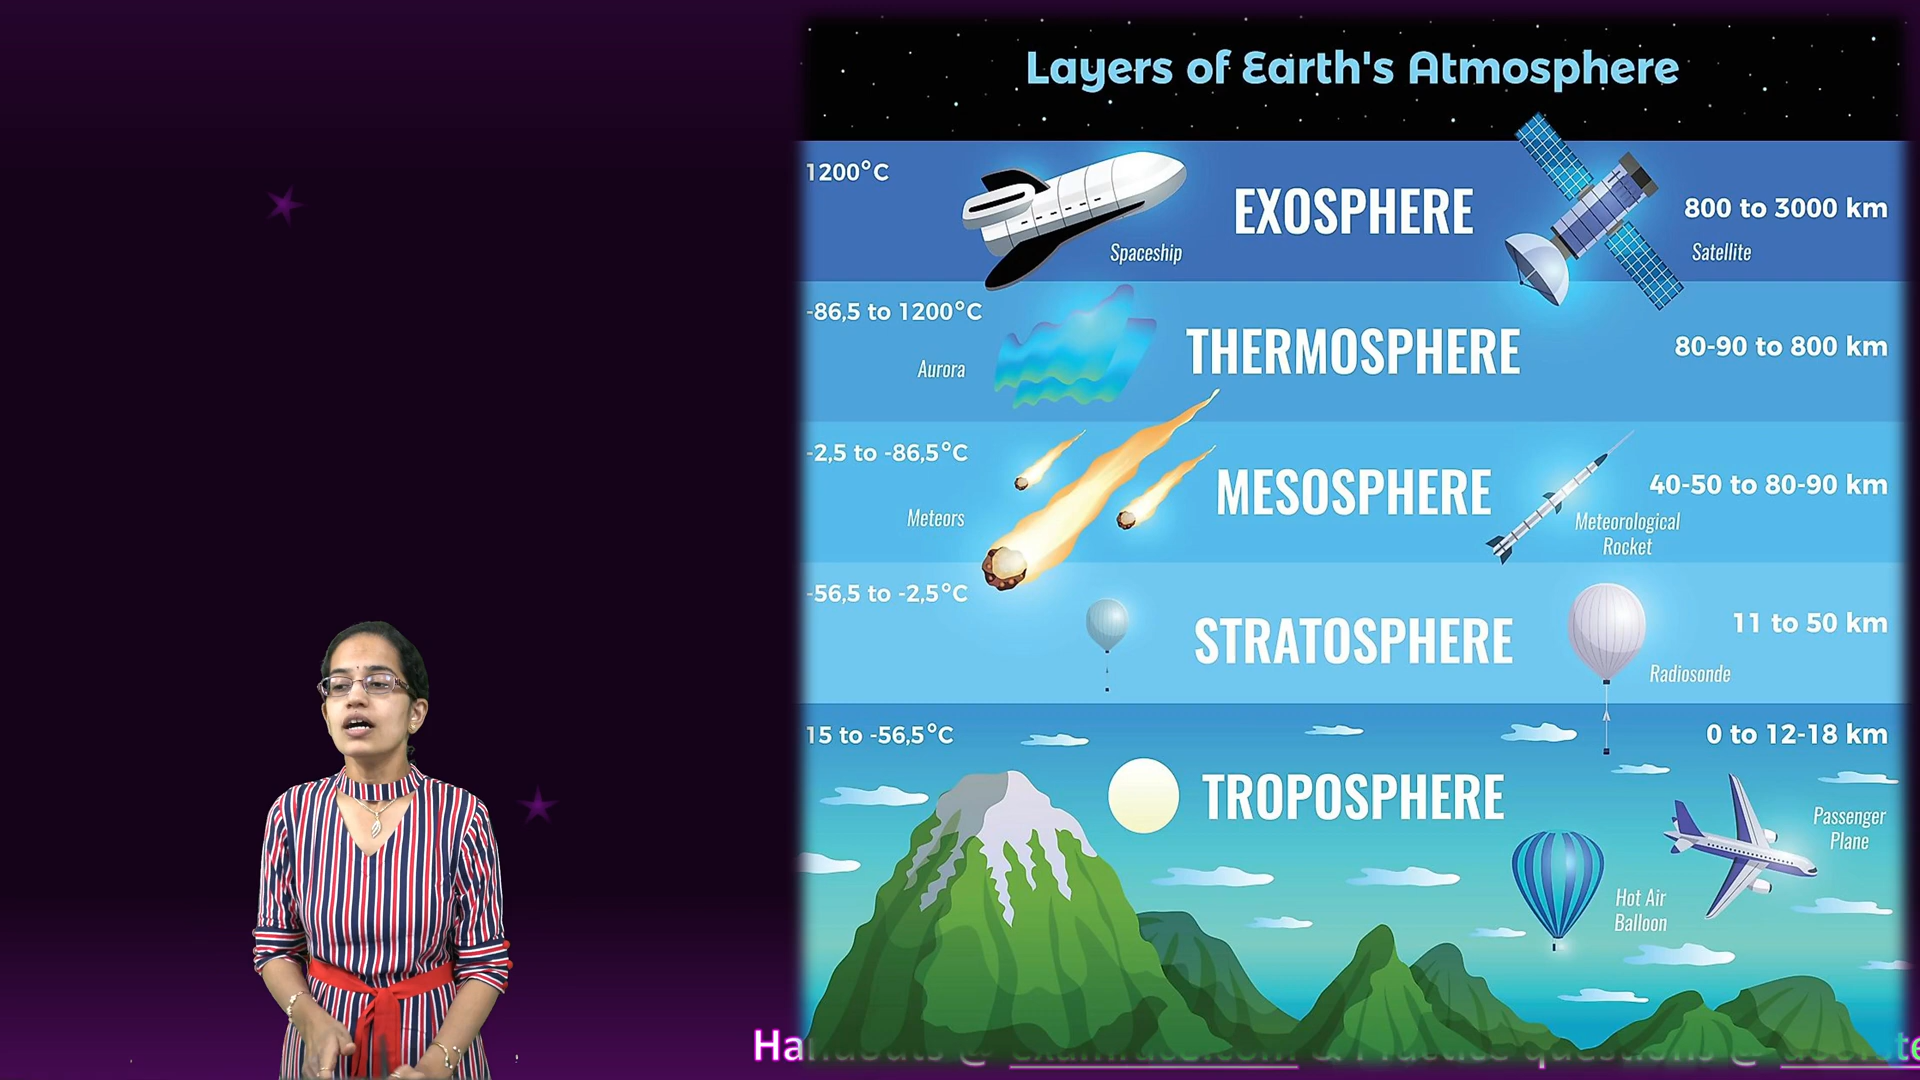 Layers of Earth's Atmosphere
1200°C
EXOSPHERE
800 to 3000 km
Spaceship
Satellite
-86,5 to 1200°C
THERMOSPHERE
80-90 to 800 km
Aurora
-2,5 to -86,5°C
MESOSPHERE
40-50 to 80-90 km
Meteors
Meteorological
Rocket
-56,5 to -2,5°C
STRATOSPHERE
11 to 50 km
Radiosonde
15 to -56,5°C
0 to 12-18 km
TROPOSPHERE
Passenger
Plane
Hot Air
Balloon